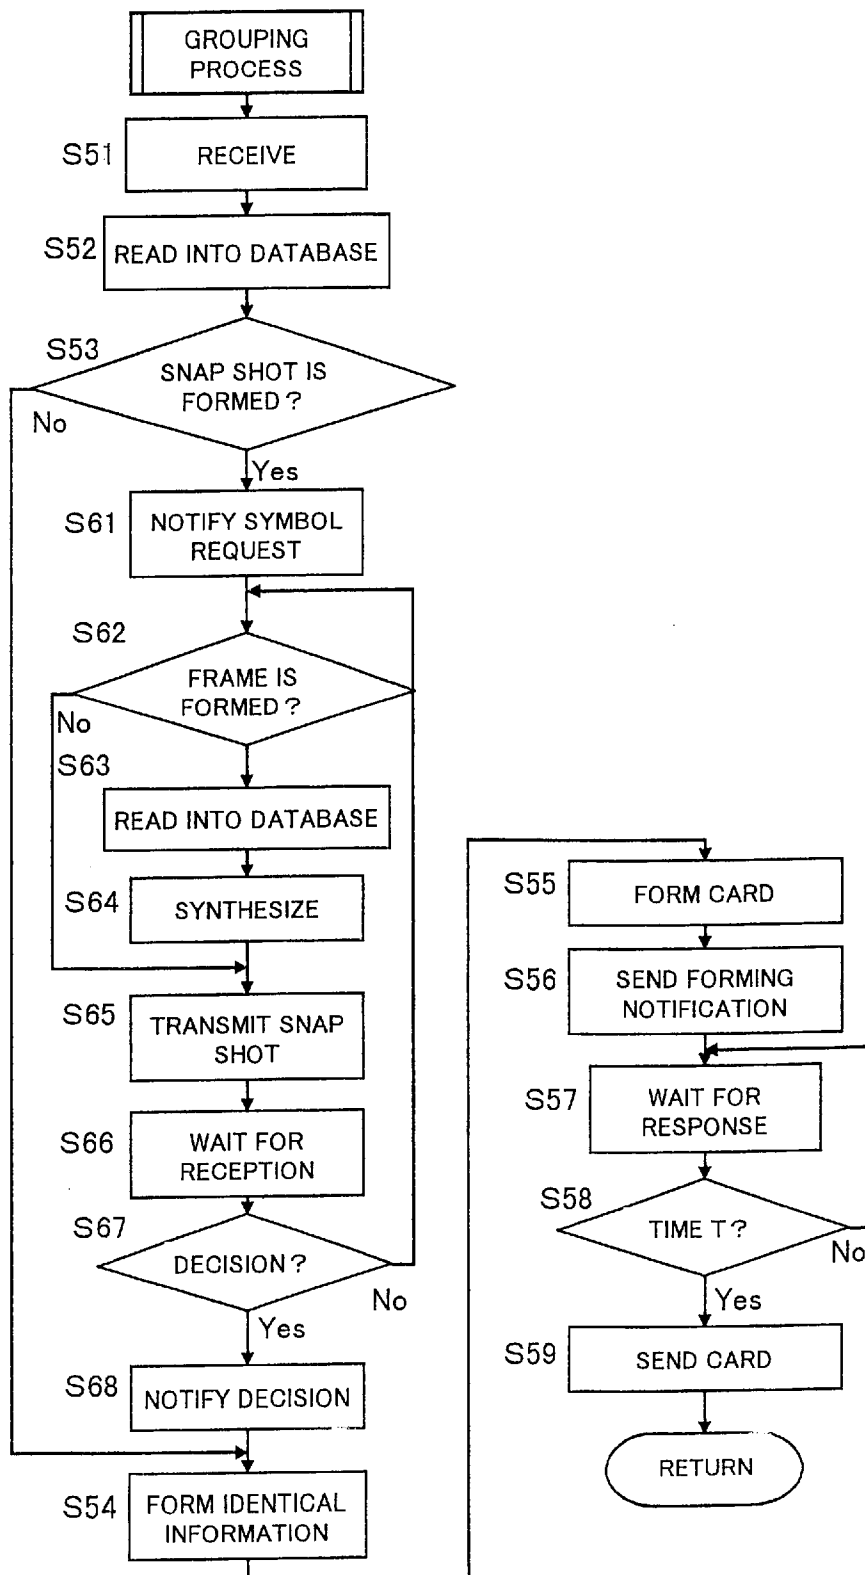 GROUPING
PROCESS
S51
RECEIVE
S52
READ INTO DATABASE
S53
SNAP SHOT IS
FORMED?
No
Yes
S61
NOTIFY SYMBOL
REQUEST
S62
FRAME IS
FORMED?
No
S63
READ INTO DATABASE
S64
SYNTHESIZE
S65
TRANSMIT SNAP
SHOT
S66
WAIT FOR
RECEPTION
S67
DECISION?
No
Yes
S68
NOTIFY DECISION
S54
FORM IDENTICAL
INFORMATION
S55
FORM CARD
S56
SEND FORMING
NOTIFICATION
S57
WAIT FOR
RESPONSE
S58
TIME T?
No
Yes
S59
SEND CARD
RETURN